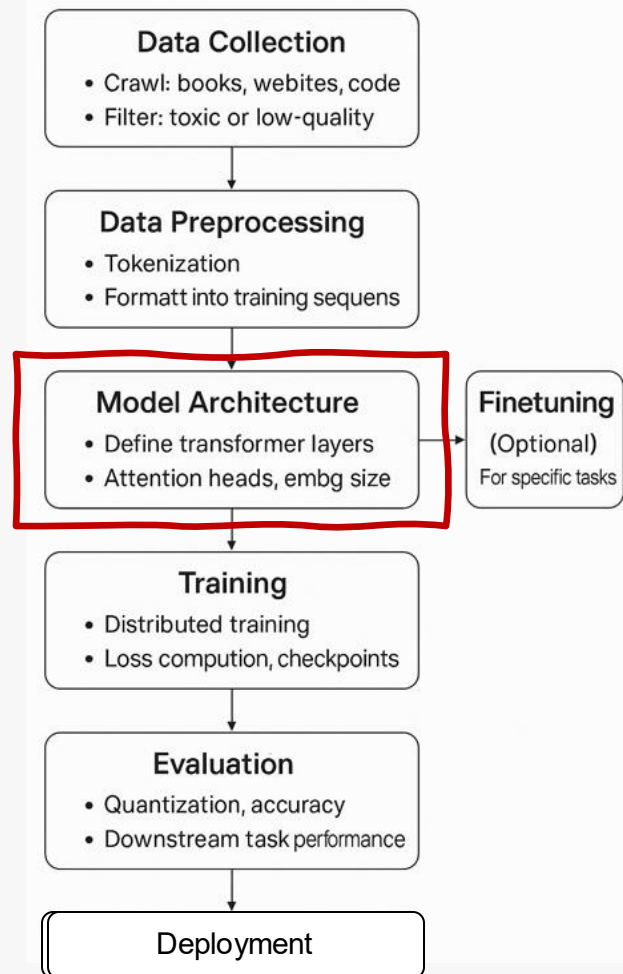 Data Collection
• Crawl: books, webites, code
• Filter: toxic or low-quality
Data Preprocessing
• Tokenization
• Formatt into training sequens
Model Architecture
• Define transformer layers
• Attention heads, embg size
Finetuning
(Optional)
For specific tasks
Training
• Distributed training
• Loss compution, checkpoints
Evaluation
• Quantization, accuracy
• Downstream task performance
Deployment